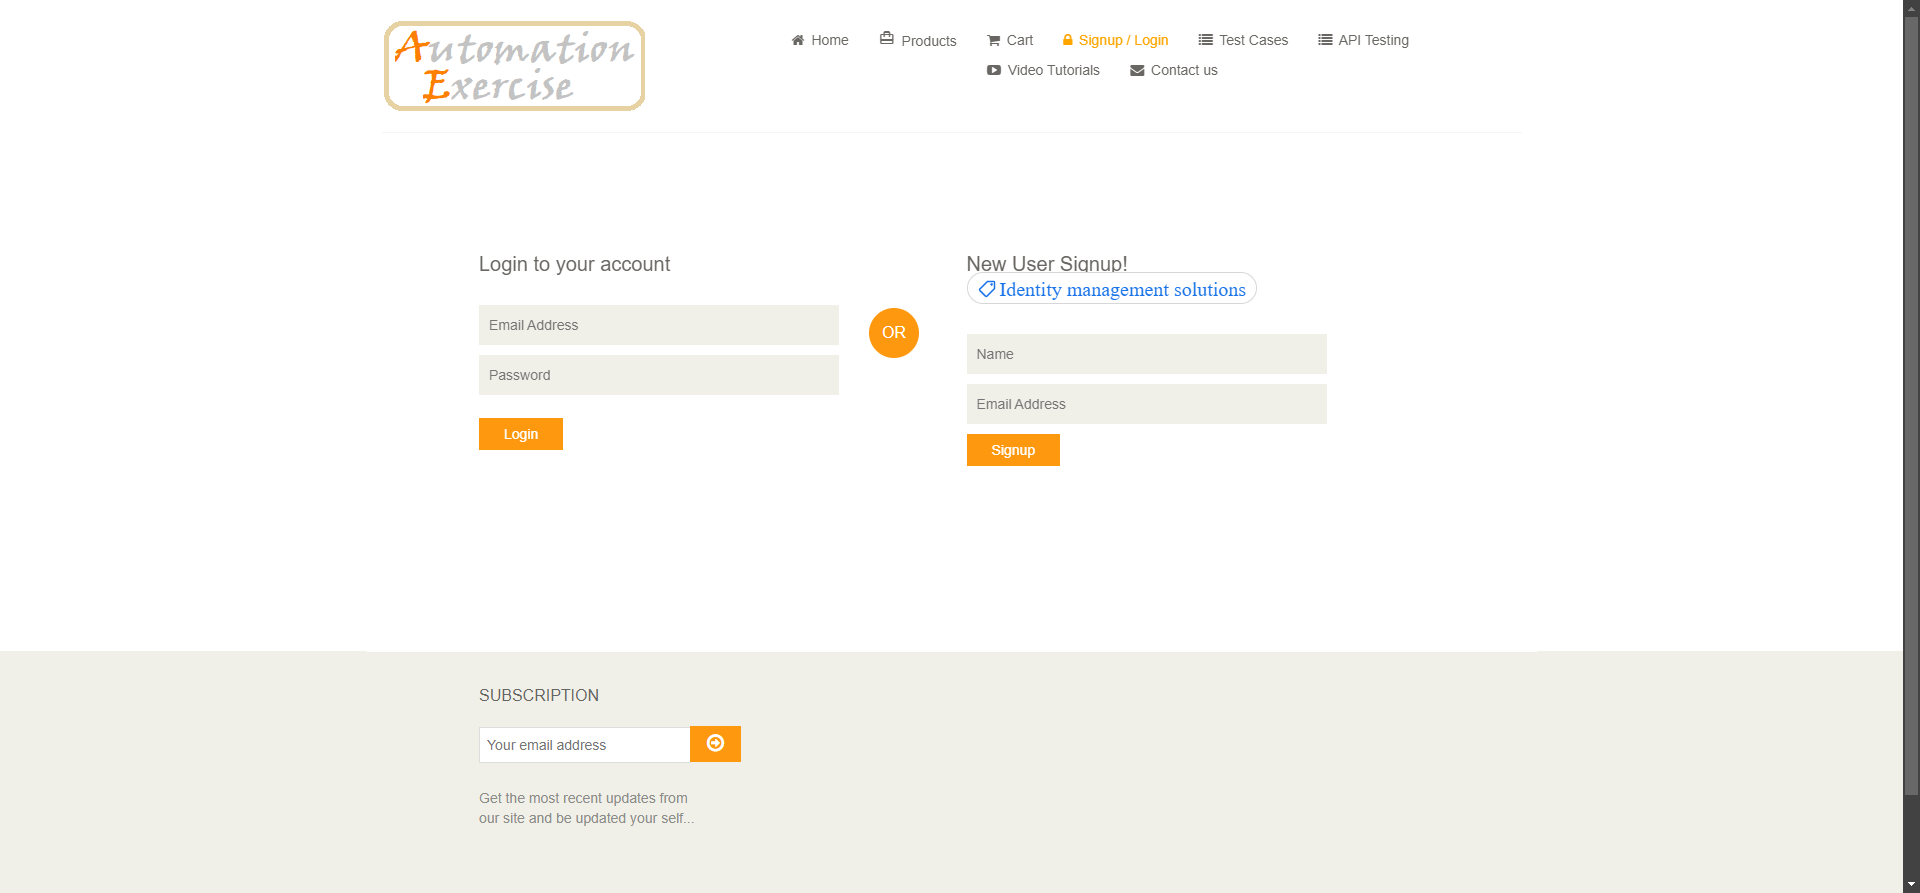 Automation
Exercise
Home
Products
Cart
Signup / Login
Test Cases
API Testing
Video Tutorials
Contact us
Login to your account
Email Address
Password
Login
OR
New User Signup!
Identity management solutions
Name
Email Address
Signup
SUBSCRIPTION
Your email address
Get the most recent updates from
our site and be updated your self...